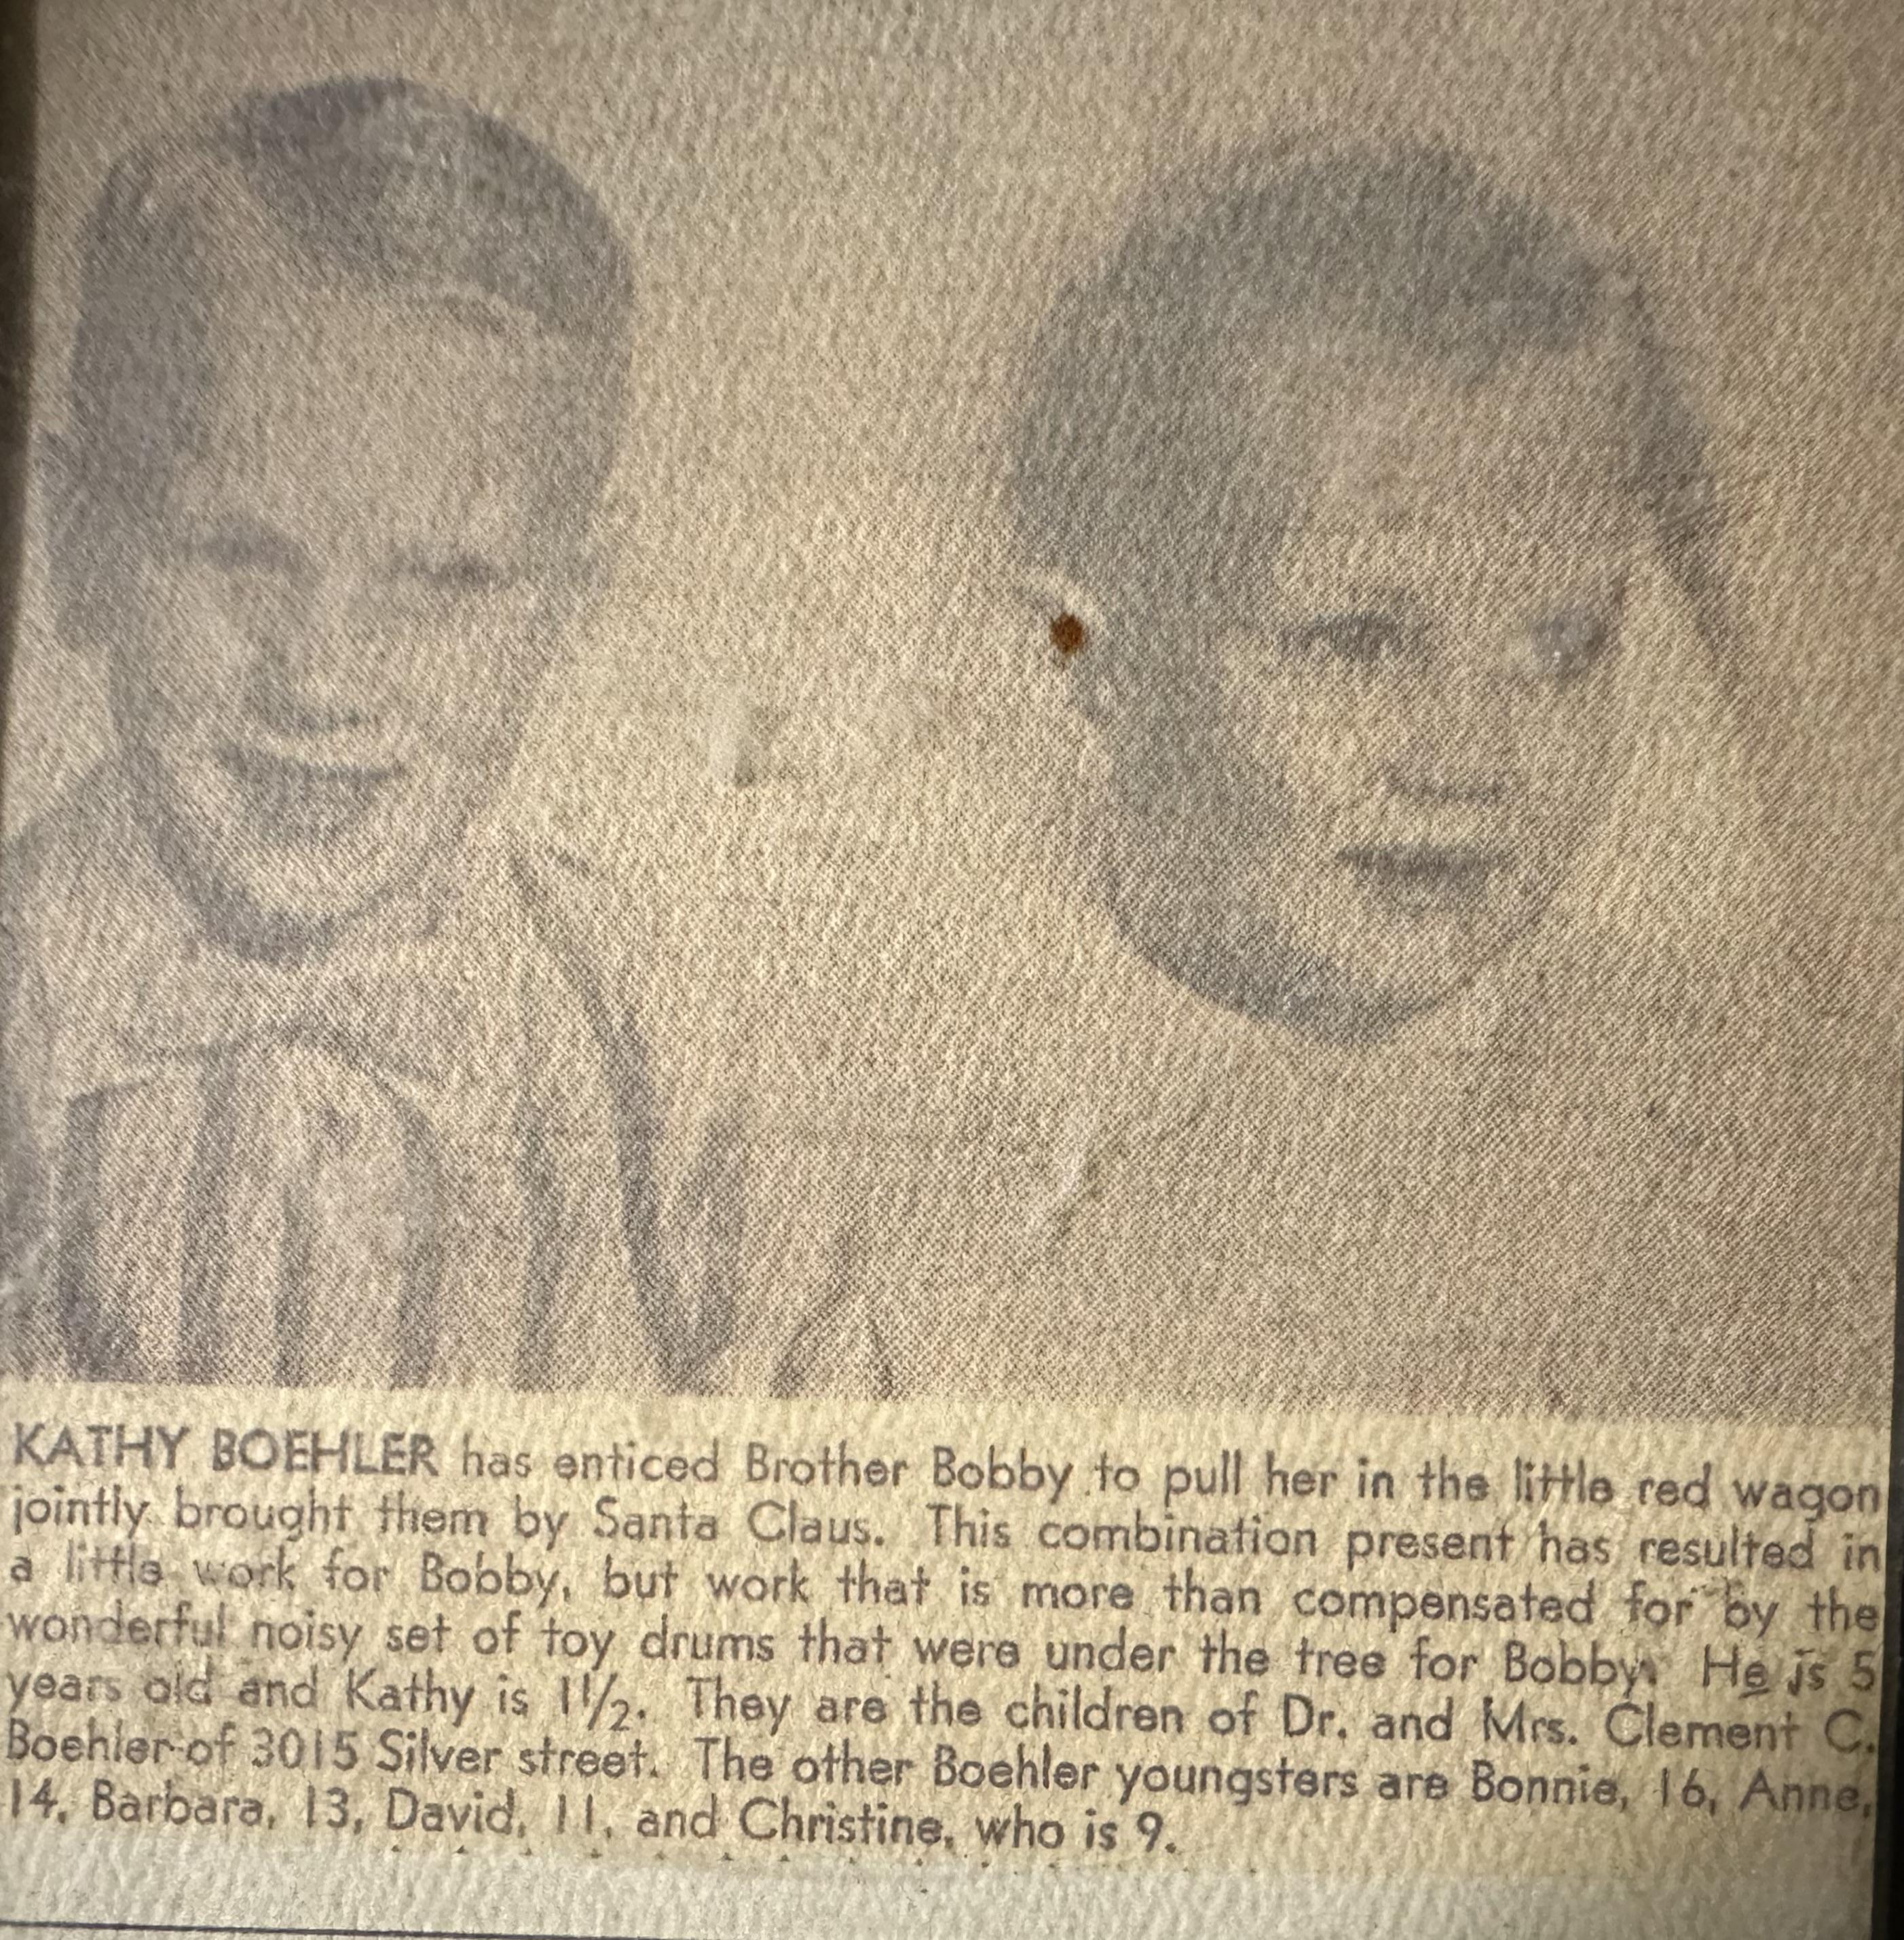 KATHY BOEHLER has enticed Brother Bobby to pull her in the little red wagon
jointly brought them by Santa Claus. This combination present has resulted in
a little work for Bobby, but work that is more than compensated for by the
wonderful noisy set of toy drums that were under the tree for Bobby. He is 5
years old and Kathy is 1½. They are the children of Dr. and Mrs. Clement C.
Boehler of 3015 Silver street. The other Boehler youngsters are Bonnie, 16, Anne,
14, Barbara, 13, David, 11, and Christine, who is 9.